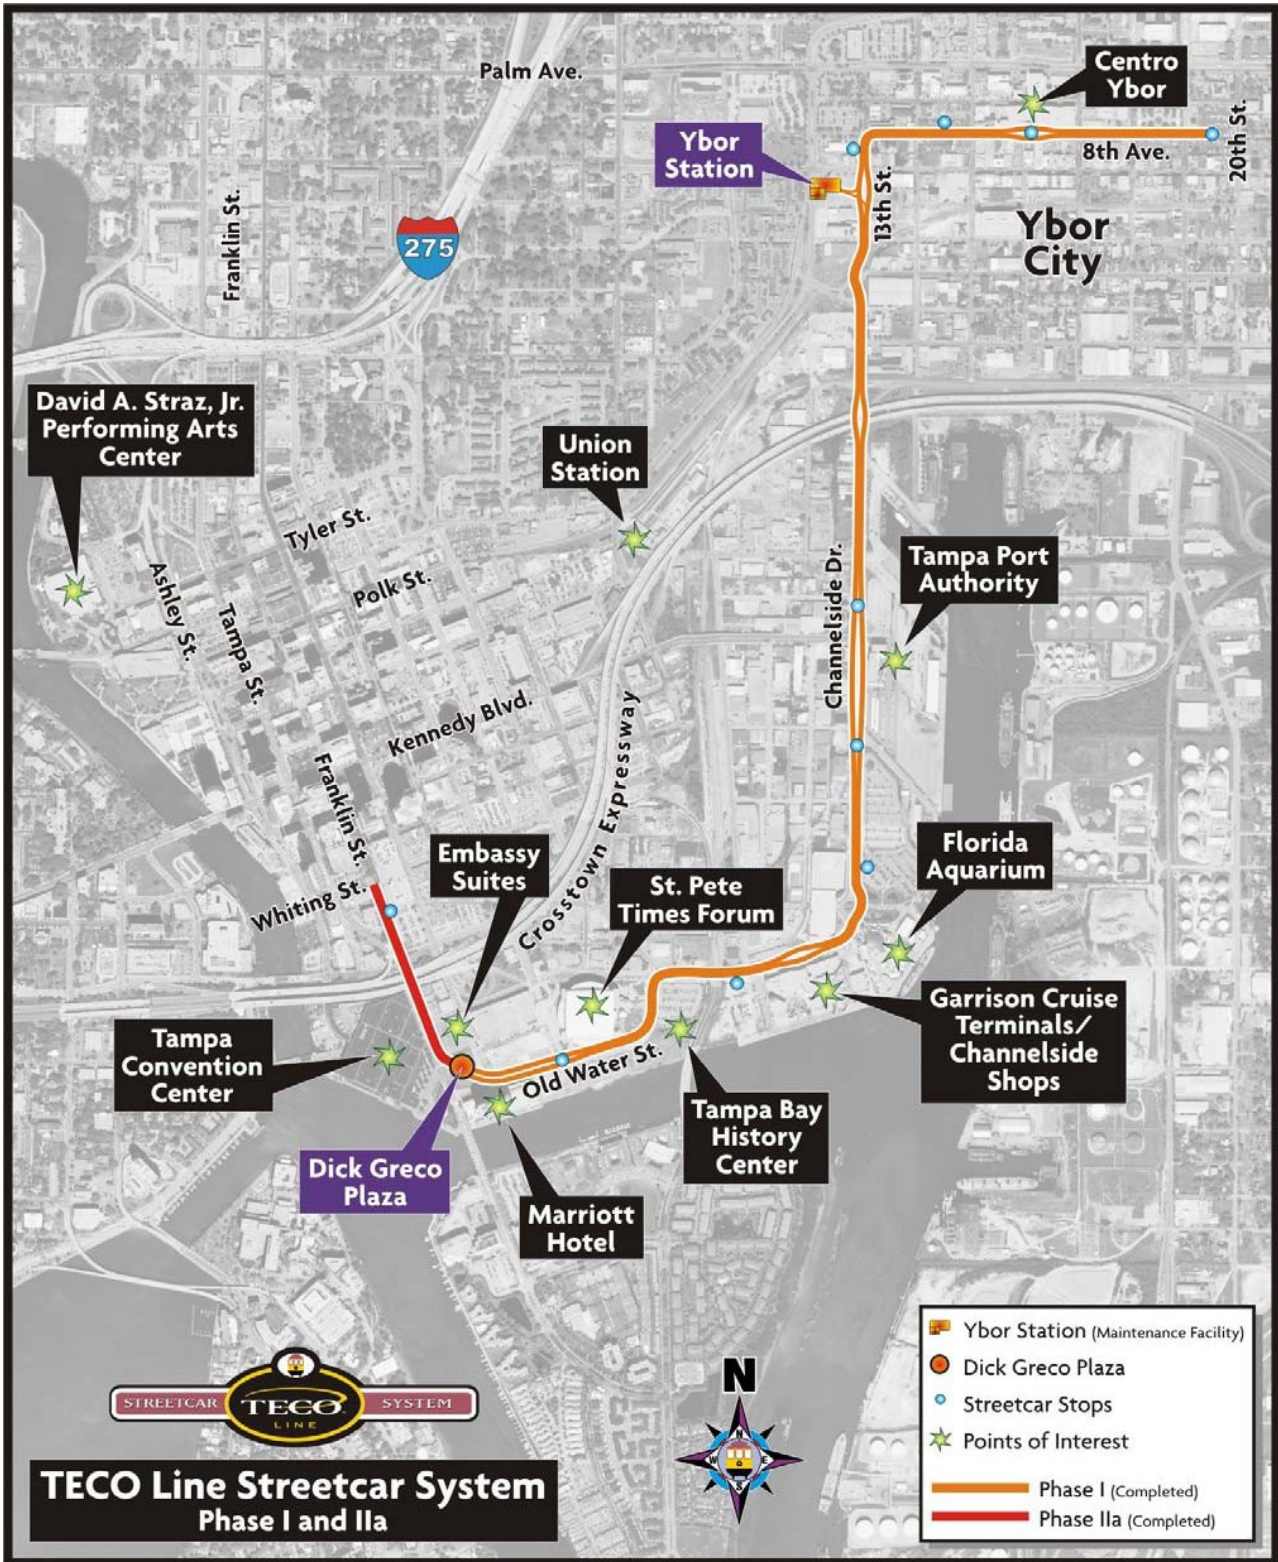 Palm Ave.
Centro
Ybor
Ybor
Station
8th Ave.
20th St.
13th St.
Ybor
City
Franklin St.
275
David A. Straz, Jr.
Performing Arts
Center
Union
Station
Tyler St.
Polk St.
Ashley St.
Tampa St.
Kennedy Blvd.
Franklin St.
Whiting St.
Channelside Dr.
Tampa Port
Authority
Crosstown Expressway
Embassy
Suites
St. Pete
Times Forum
Florida
Aquarium
Garrison Cruise
Terminals/
Channelside
Shops
Tampa
Convention
Center
Old Water St.
Tampa Bay
History
Center
Dick Greco
Plaza
Marriott
Hotel
Ybor Station (Maintenance Facility)
Dick Greco Plaza
Streetcar Stops
Points of Interest
Phase I (Completed)
Phase IIa (Completed)
N
N
W
E
S
STREETCAR
TECO
LINE
SYSTEM
TECO Line Streetcar System
Phase I and IIa